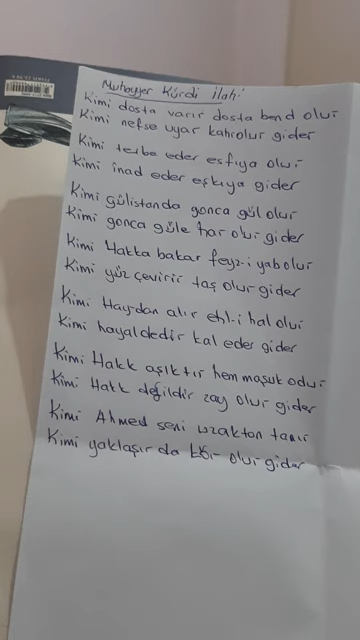 Muhayyer Kürdi İlahi
Kimi dosta varır dosta bend olur
Kimi nefse uyar kahrolur gider
Kimi tevbe eder esfiya olur
Kimi inad eder eşkıya gider
Kimi gülistanda gonca gül olur
Kimi gonca güle har olur gider
Kimi Hakka bakar feyz-i yab olur
Kimi yüz çevirir taş olur gider
Kimi Hay'dan alır ehl-i hal olur
Kimi hayaldedir kal eder gider
Kimi Hakk aşıktır hem maşuk odur
Kimi Hakk değildir zay olur gider
Kimi Ahmed seni uzaktan tanır
Kimi yaklaşır da kör olur gider